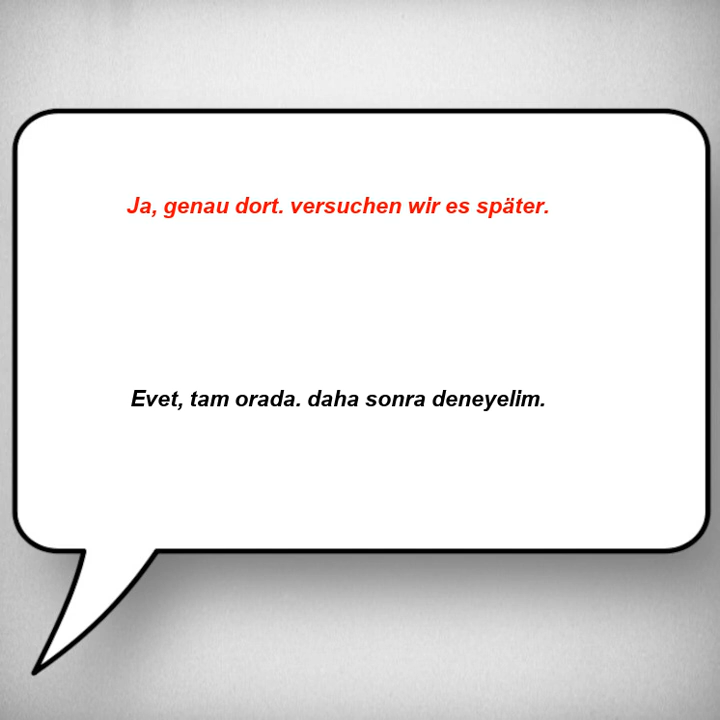 Ja, genau dort. versuchen wir es später.
Evet, tam orada. daha sonra deneyelim.